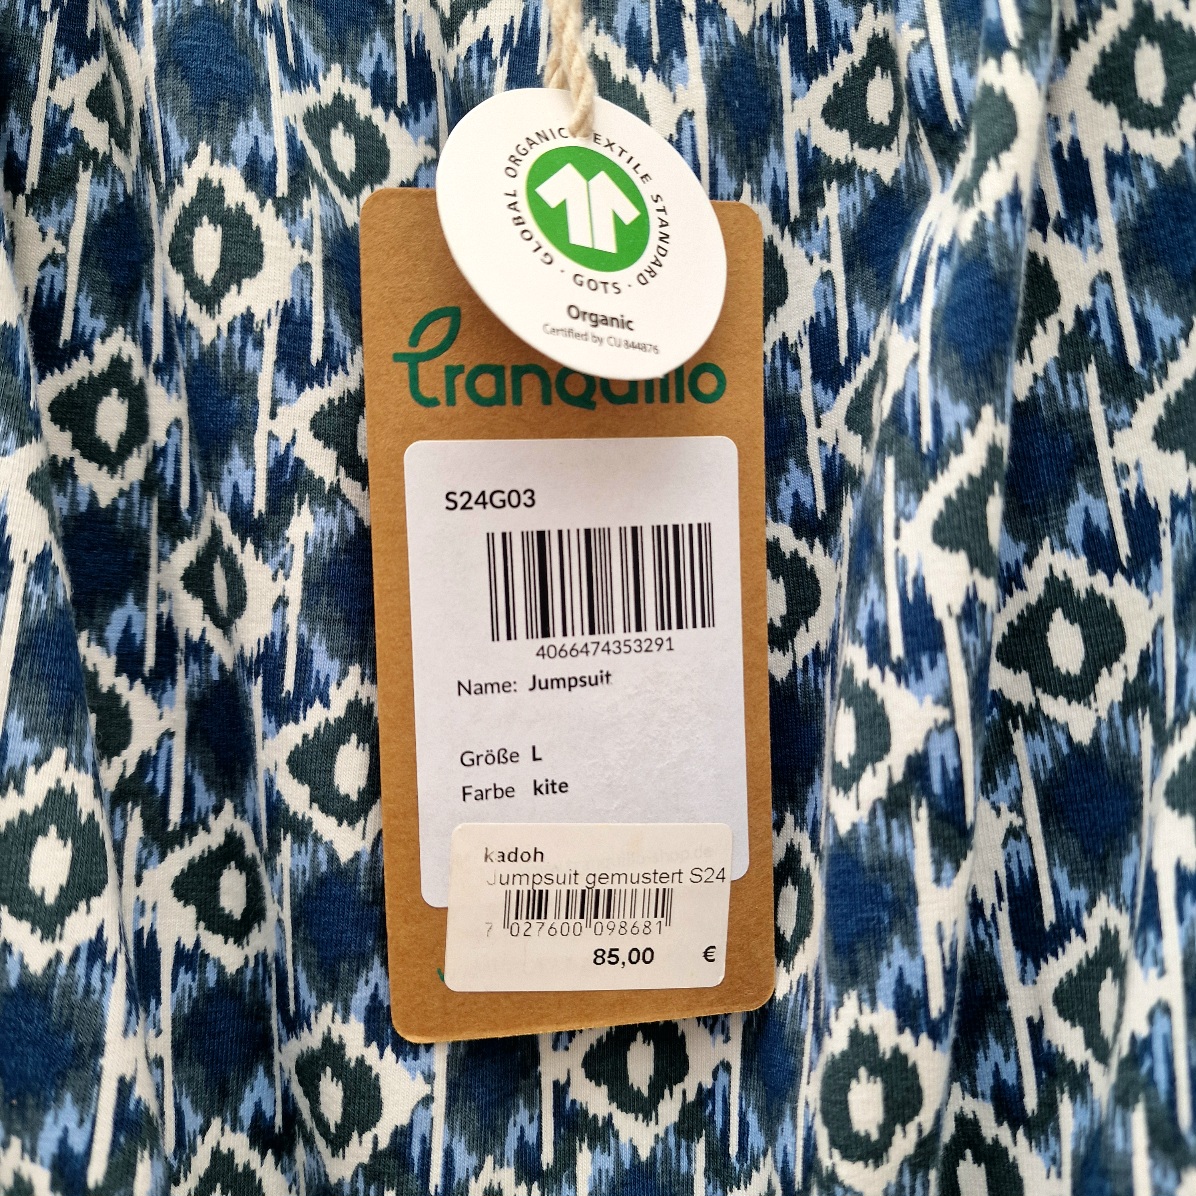 GLOBAL ORGANIC TEXTILE STANDARD · GOTS ·
Organic
Certified by CU 844876
tranquillo
S24G03
4066474353291
Name: Jumpsuit
Größe L
Farbe kite
kadoh
Jumpsuit gemustert S24
7 027600 098681
85,00 €